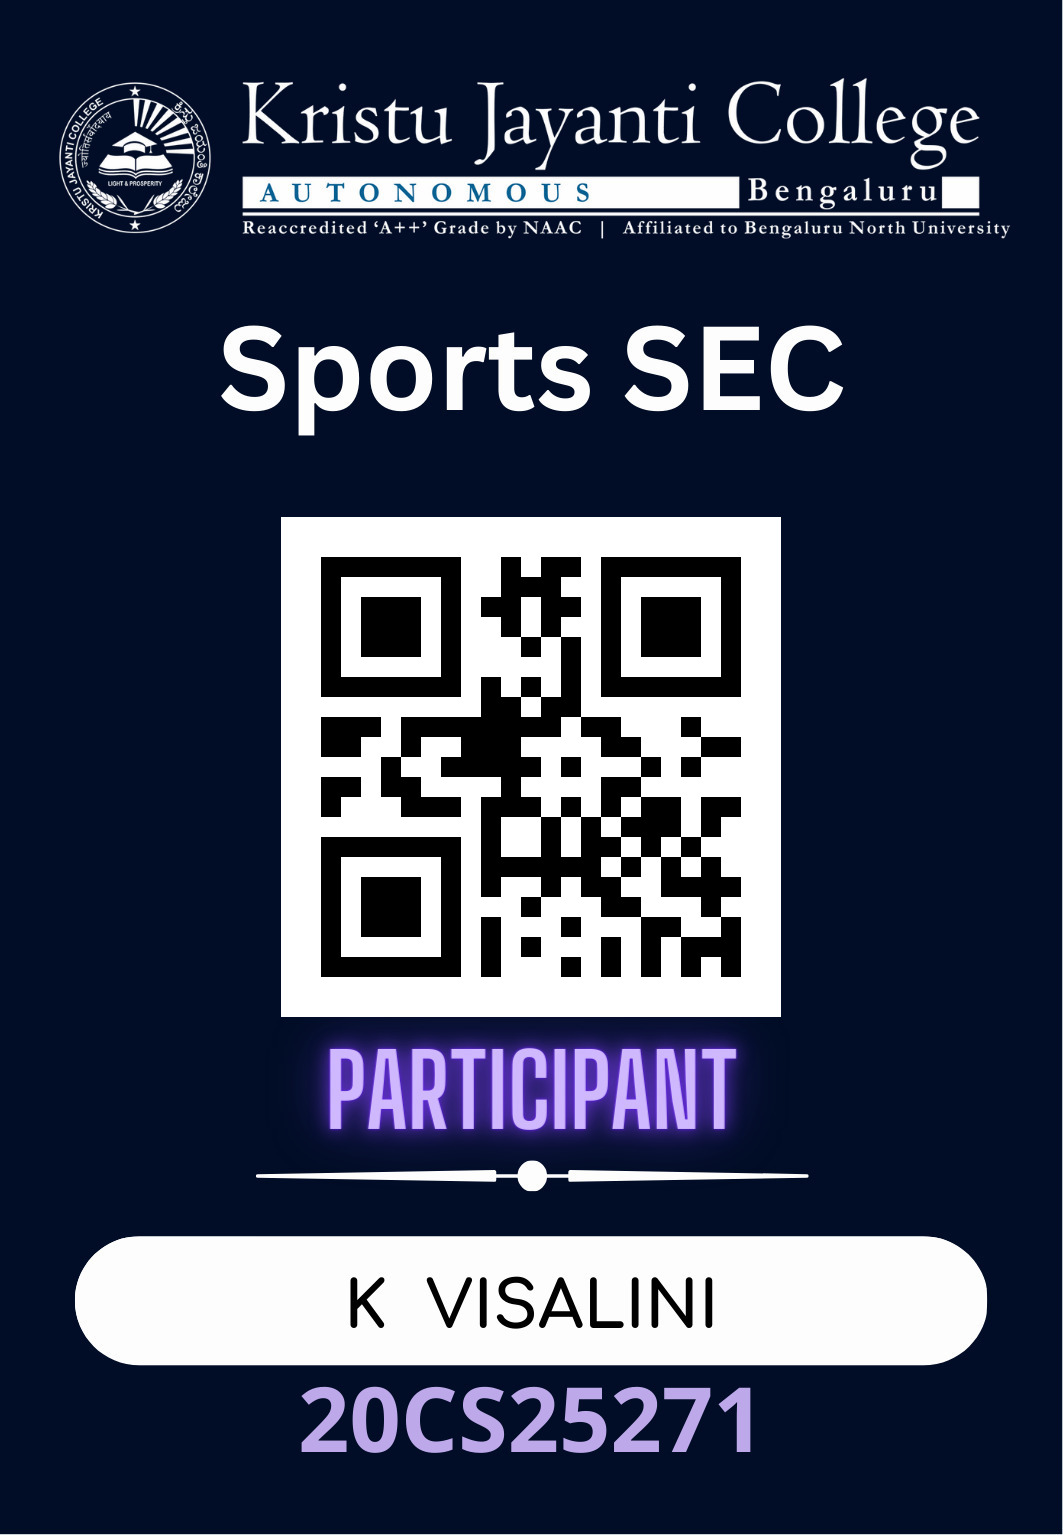 KRISTU JAYANTI COLLEGE
LIGHT & PROSPERITY
Kristu Jayanti College
AUTONOMOUS Bengaluru
Reaccredited ‘A++’ Grade by NAAC | Affiliated to Bengaluru North University
Sports SEC
PARTICIPANT
K VISALINI
20CS25271